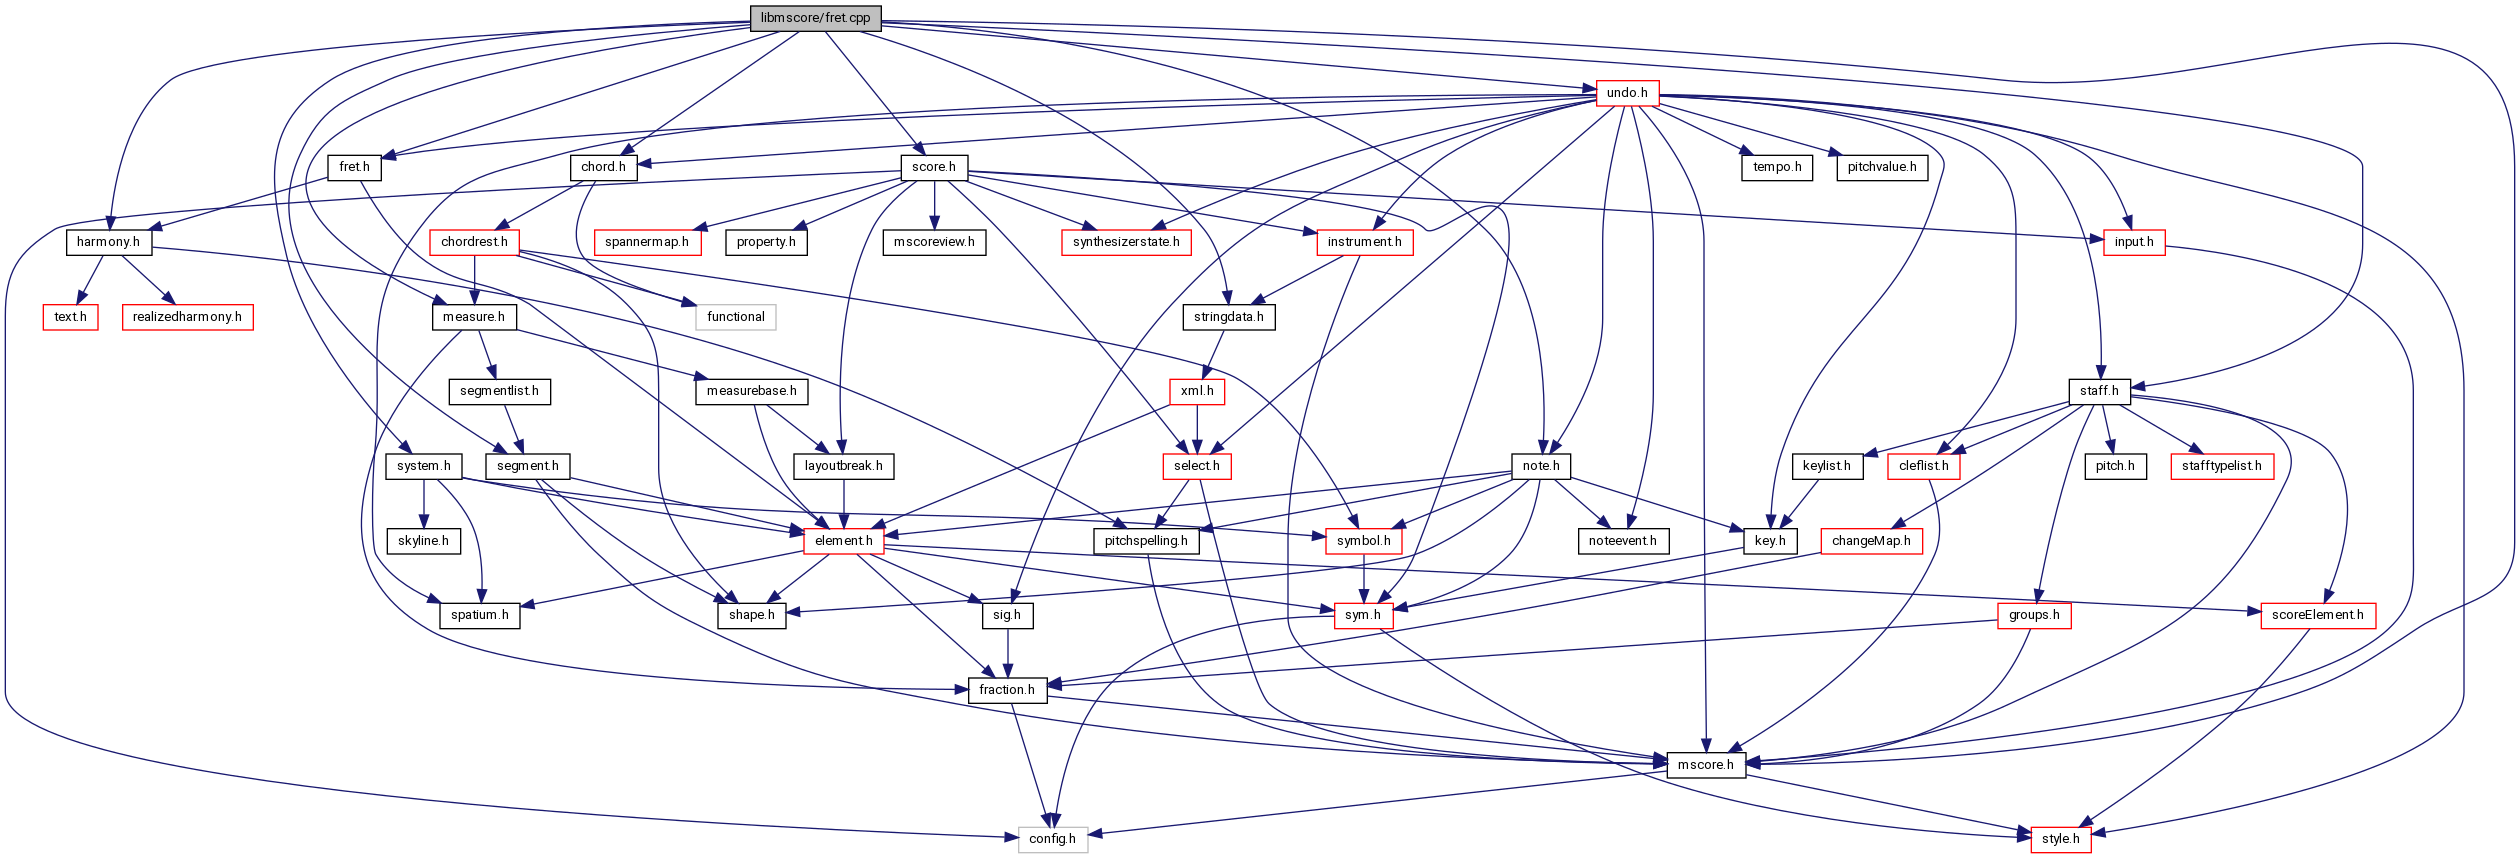 libmscore/fret.cpp
undo.h
fret.h
chord.h
score.h
tempo.h
pitchvalue.h
harmony.h
chordrest.h
spannermap.h
property.h
mscoreview.h
synthesizerstate.h
instrument.h
input.h
text.h
realizedharmony.h
measure.h
functional
stringdata.h
segmentlist.h
measurebase.h
xml.h
staff.h
system.h
segment.h
layoutbreak.h
select.h
note.h
keylist.h
cleflist.h
pitch.h
stafftypelist.h
skyline.h
element.h
pitchspelling.h
symbol.h
noteevent.h
key.h
changeMap.h
spatium.h
shape.h
sig.h
sym.h
groups.h
scoreElement.h
fraction.h
mscore.h
config.h
style.h